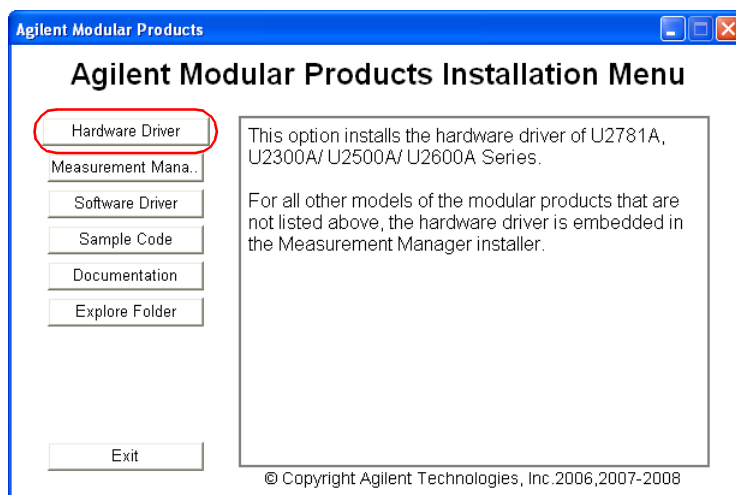 Agilent Modular Products
Agilent Modular Products Installation Menu
Hardware Driver
Measurement Mana..
Software Driver
Sample Code
Documentation
Explore Folder
Exit
This option installs the hardware driver of U2781A,
U2300A/ U2500A/ U2600A Series.
For all other models of the modular products that are
not listed above, the hardware driver is embedded in
the Measurement Manager installer.
© Copyright Agilent Technologies, Inc.2006,2007-2008